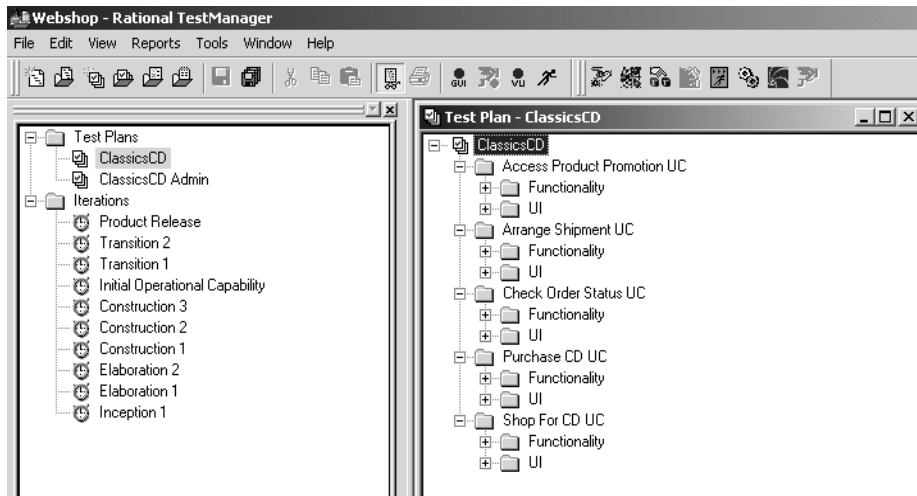 Webshop - Rational TestManager
File Edit View Reports Tools Window Help
GUI VU
Test Plans
ClassicsCD
ClassicsCD Admin
Iterations
Product Release
Transition 2
Transition 1
Initial Operational Capability
Construction 3
Construction 2
Construction 1
Elaboration 2
Elaboration 1
Inception 1
Test Plan - ClassicsCD
ClassicsCD
Access Product Promotion UC
Functionality
UI
Arrange Shipment UC
Functionality
UI
Check Order Status UC
Functionality
UI
Purchase CD UC
Functionality
UI
Shop For CD UC
Functionality
UI